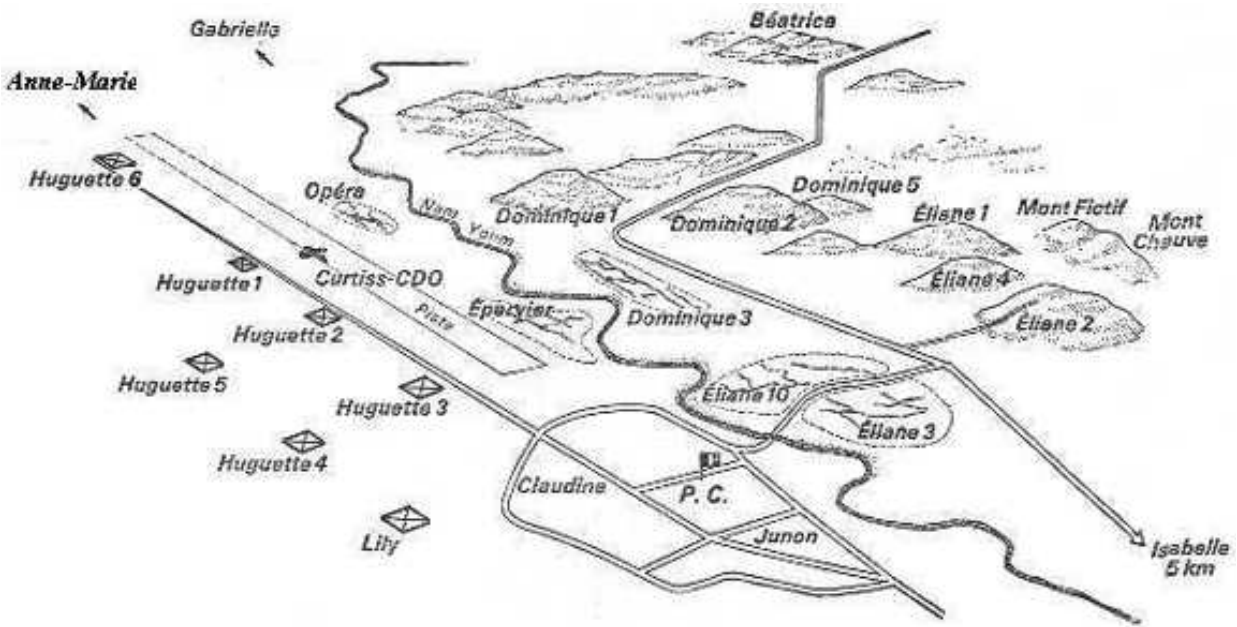 Béatrice
Gabrielle
Anne-Marie
Huguette 6
Opéra
Nam Youm
Dominique 1
Dominique 5
Dominique 2
Éliane 1
Mont Fictif
Mont Chauve
Éliane 4
Huguette 1
Curtiss-CDO
Piste
Épervier
Dominique 3
Éliane 2
Huguette 2
Huguette 5
Huguette 3
Éliane 10
Éliane 3
Huguette 4
Claudine
P. C.
Lily
Junon
Isabelle
5 km